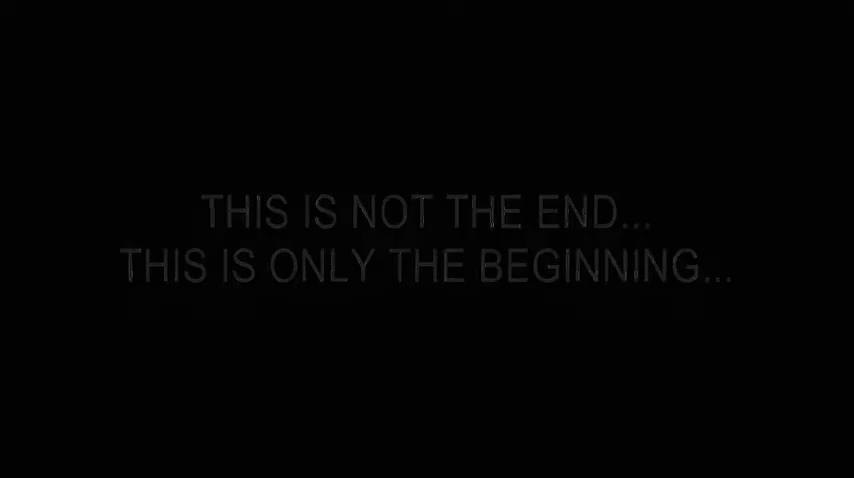 THIS IS NOT THE END...
THIS IS ONLY THE BEGINNING...